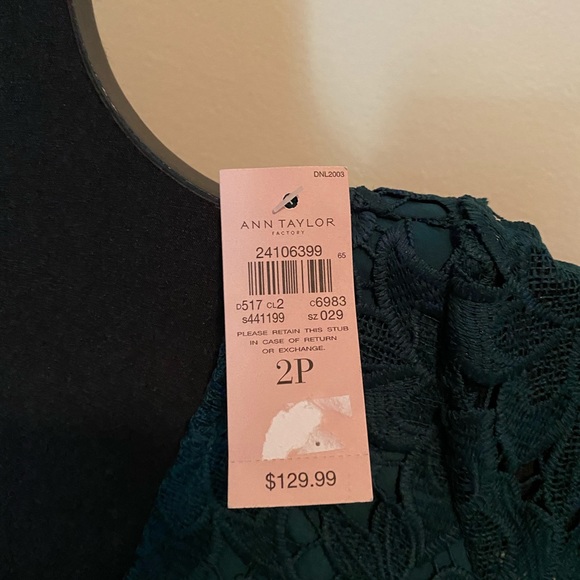 DNL2003
ANN TAYLOR
FACTORY
24106399
65
D517 CL2 C6983
S441199 SZ 029
PLEASE RETAIN THIS STUB
IN CASE OF RETURN
OR EXCHANGE.
2P
$129.99